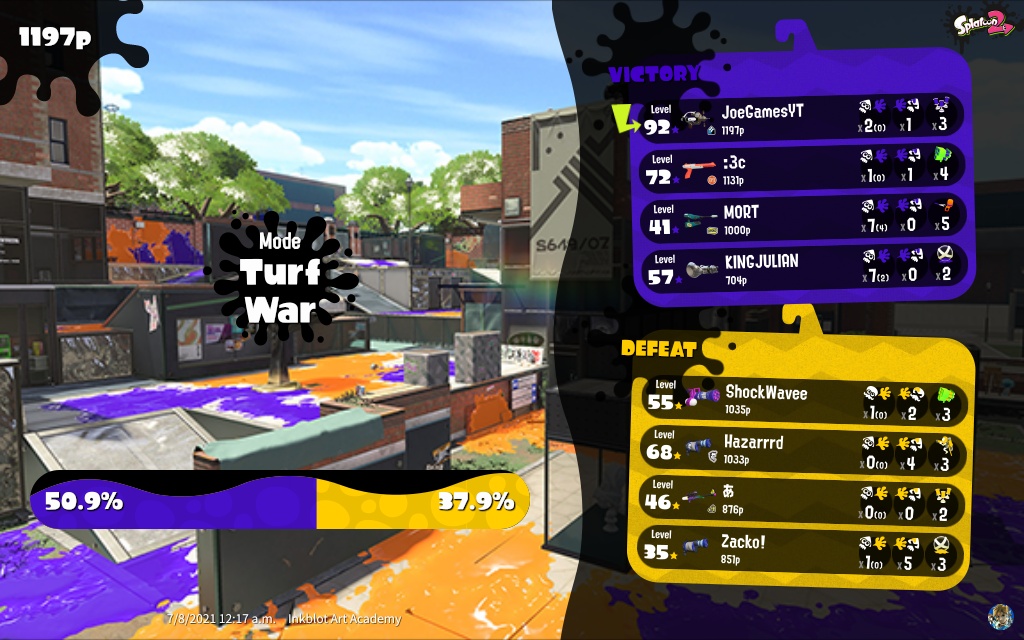 1197p
Splatoon 2
VICTORY
Level
92
JoeGamesYT
1197p
x2(0) x1 x3
Level
72
:3c
1131p
x1(0) x1 x4
Level
41
MORT
1000p
x7(4) x0 x5
Level
57
KINGJULIAN
704p
x7(2) x0 x2
Mode
Turf
War
S649/02
DEFEAT
Level
55
ShockWavee
1035p
x1(0) x2 x3
Level
68
Hazarrrd
1033p
x0(0) x4 x3
Level
46
あ
876p
x0(0) x0 x2
Level
35
Zacko!
851p
x1(0) x5 x3
50.9%
37.9%
7/8/2021 12:17 a.m. Inkblot Art Academy